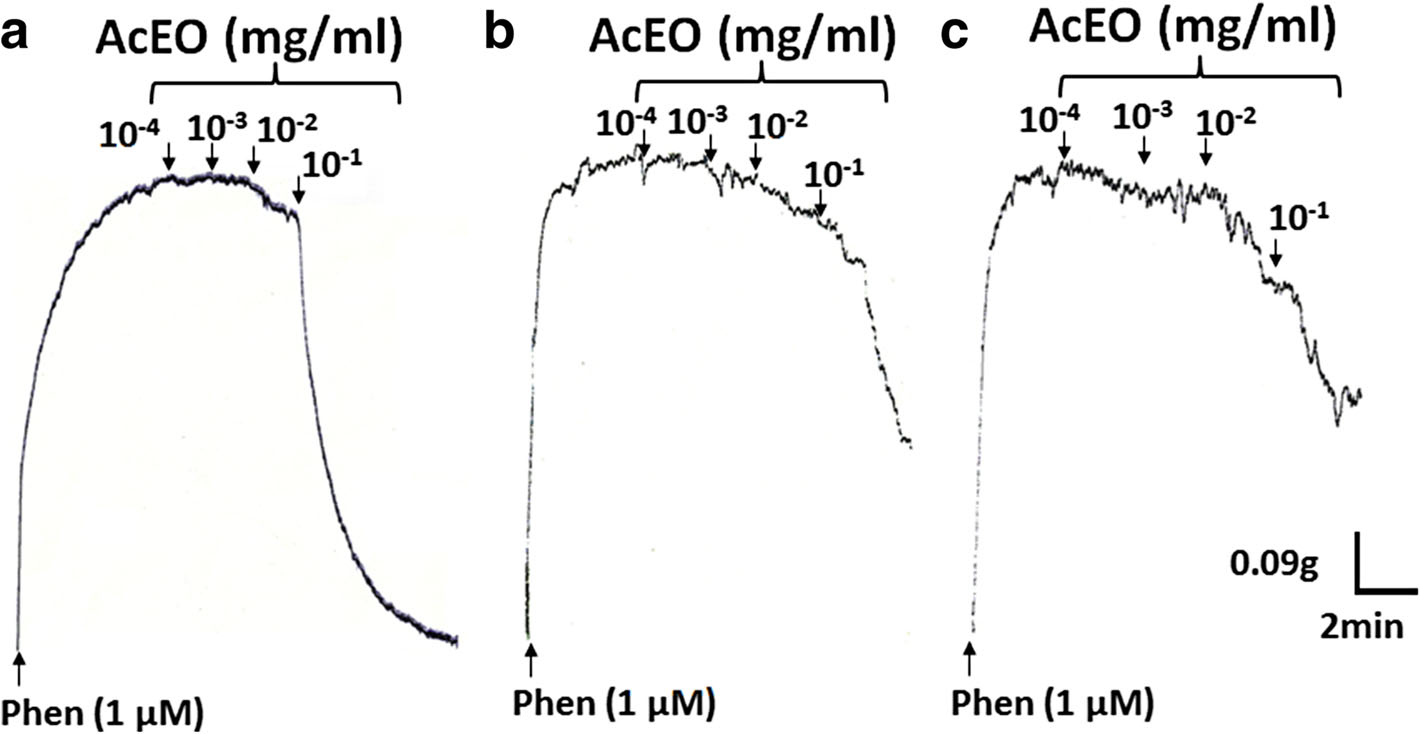 a AcEO (mg/ml)
10-4 10-3 10-2
10-1
Phen (1 µM)
b AcEO (mg/ml)
10-4 10-3 10-2
10-1
Phen (1 µM)
c AcEO (mg/ml)
10-4 10-3 10-2
10-1
Phen (1 µM)
0.09g
2min